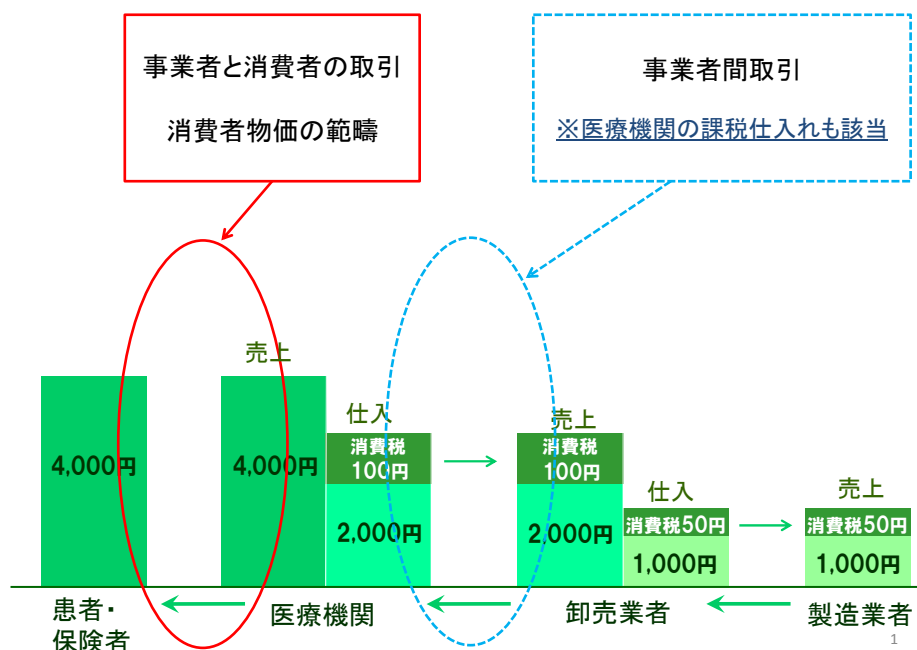 事業者と消費者の取引
消費者物価の範疇
事業者間取引
※医療機関の課税仕入れも該当
売上
4,000円
4,000円
仕入
消費税
100円
2,000円
売上
消費税
100円
2,000円
仕入
消費税50円
1,000円
売上
消費税50円
1,000円
患者・
保険者
医療機関
卸売業者
製造業者
1